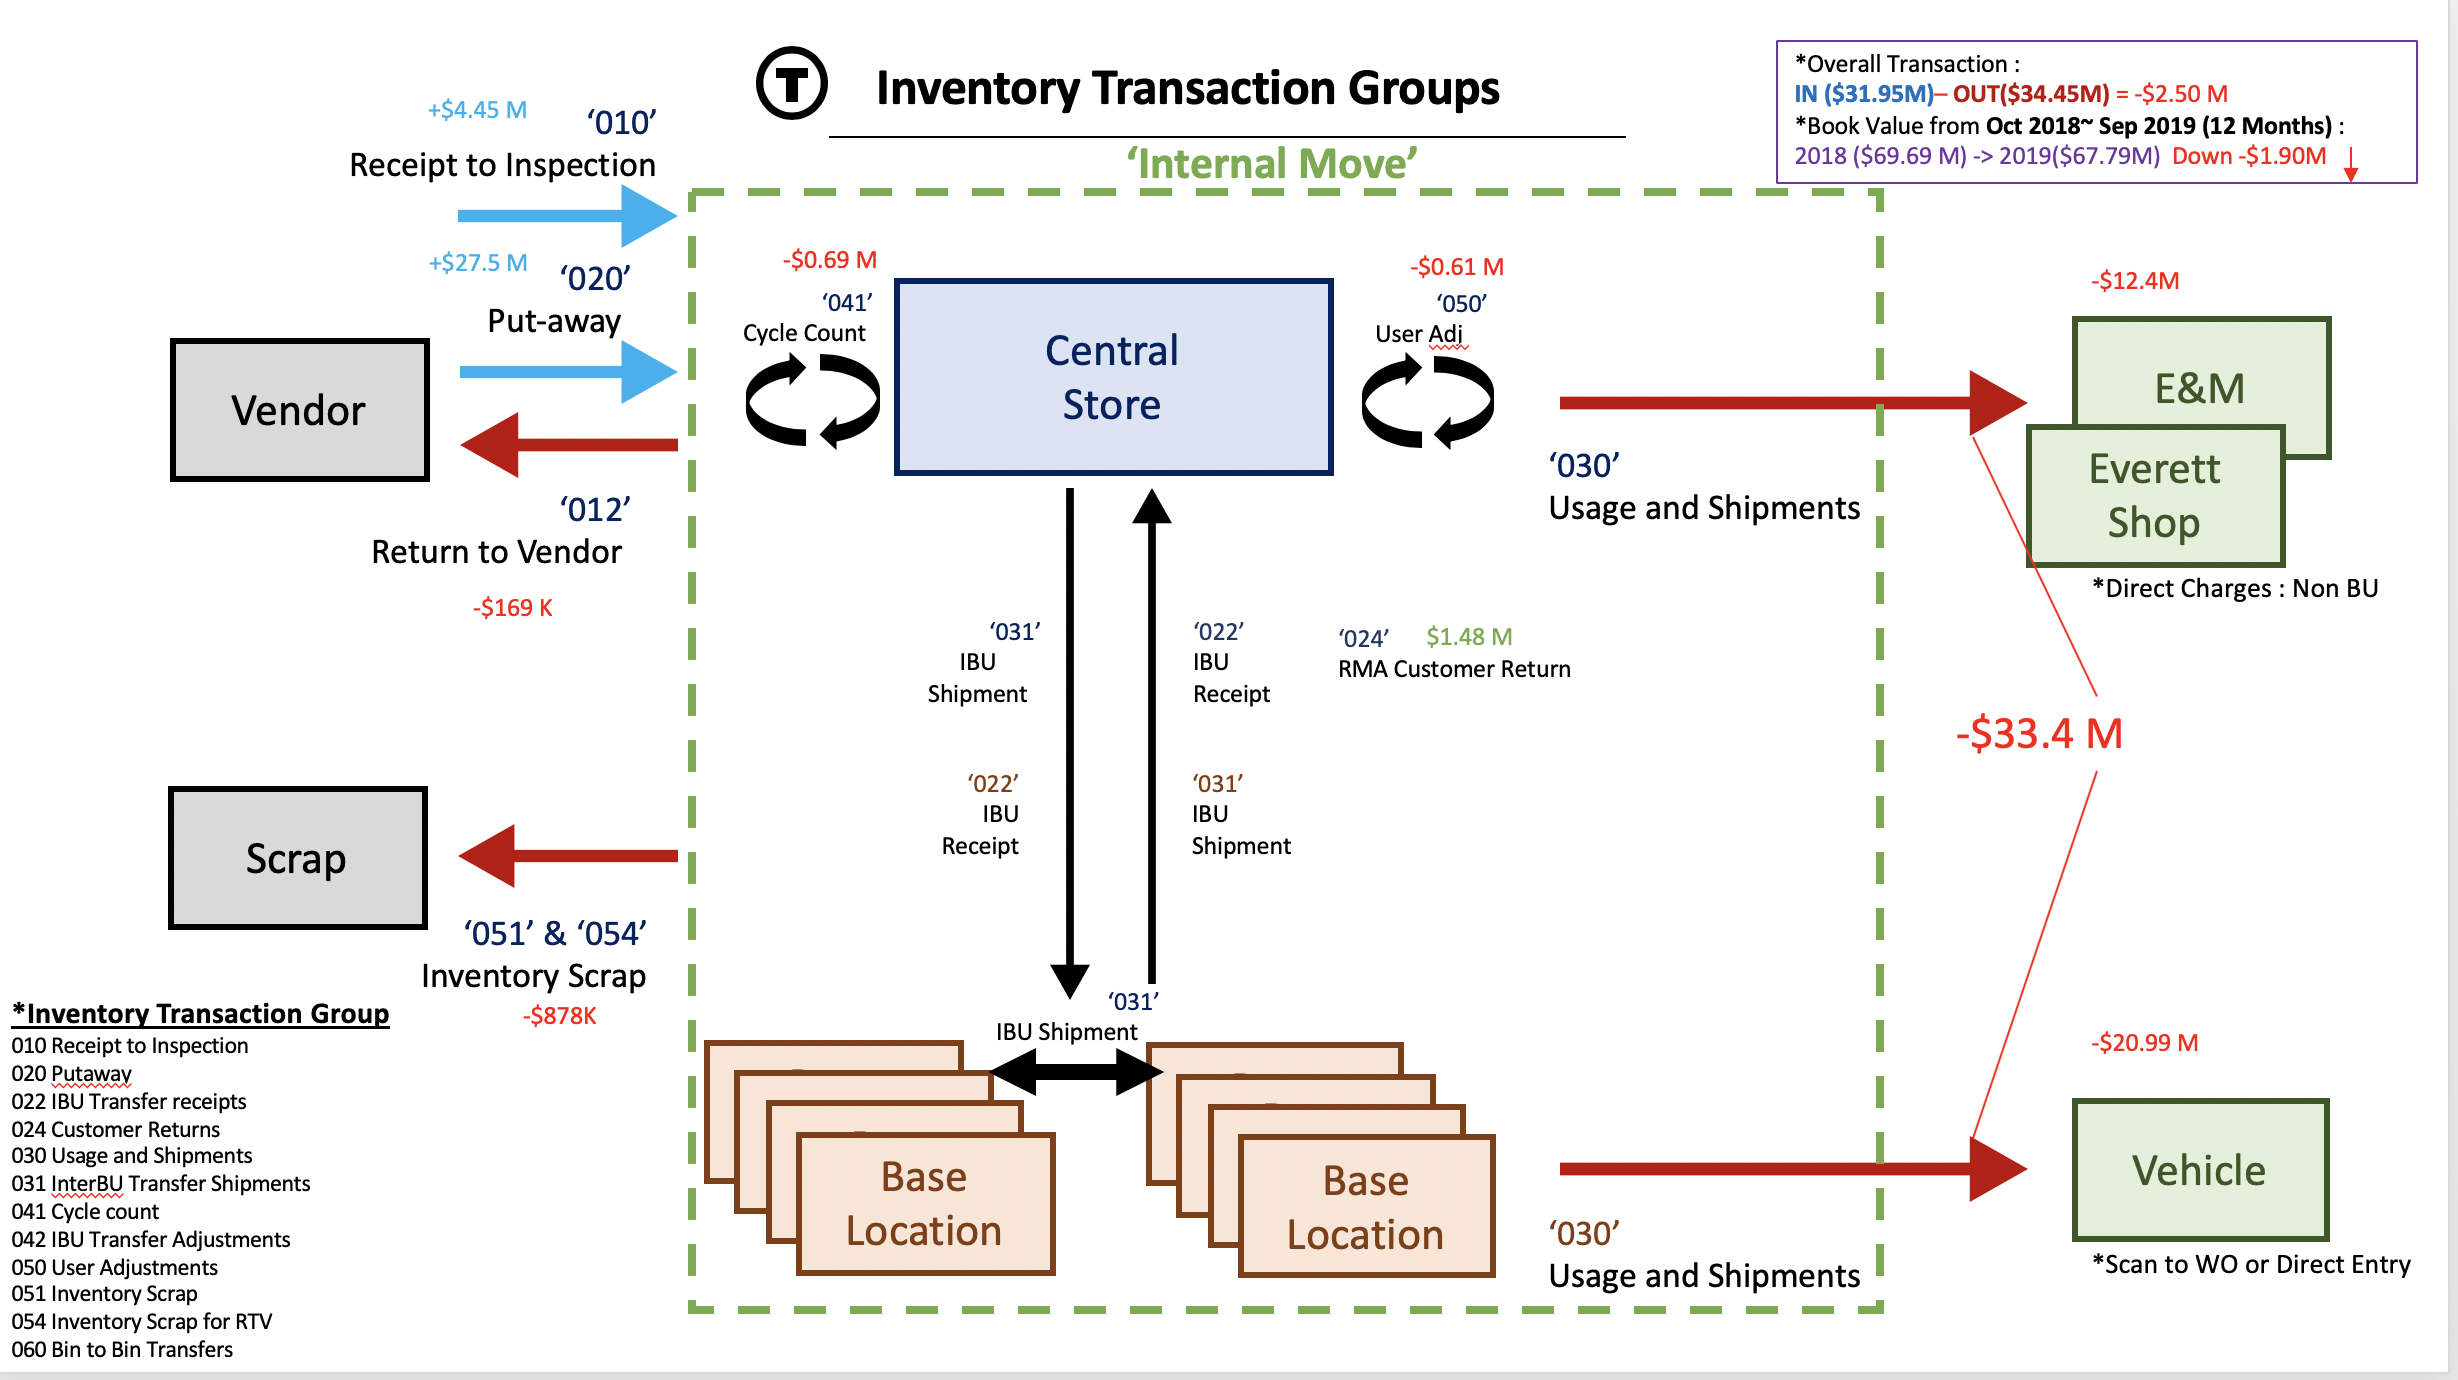 T
Inventory Transaction Groups
*Overall Transaction :
IN ($31.95M)– OUT($34.45M) = -$2.50 M
*Book Value from Oct 2018~ Sep 2019 (12 Months) :
2018 ($69.69 M) -> 2019($67.79M) Down -$1.90M
‘Internal Move’
+$4.45 M
‘010’
Receipt to Inspection
+$27.5 M
‘020’
Put-away
Vendor
‘012’
Return to Vendor
-$169 K
Scrap
‘051’ & ‘054’
Inventory Scrap
-$878K
-$0.69 M
‘041’
Cycle Count
Central
Store
-$0.61 M
‘050’
User Adj
‘030’
Usage and Shipments
-$12.4M
E&M
Everett
Shop
*Direct Charges : Non BU
‘031’
IBU
Shipment
‘022’
IBU
Receipt
‘024’ $1.48 M
RMA Customer Return
‘022’
IBU
Receipt
‘031’
IBU
Shipment
-$33.4 M
‘031’
IBU Shipment
Base
Location
Base
Location
‘030’
Usage and Shipments
-$20.99 M
Vehicle
*Scan to WO or Direct Entry
*Inventory Transaction Group
010 Receipt to Inspection
020 Putaway
022 IBU Transfer receipts
024 Customer Returns
030 Usage and Shipments
031 InterBU Transfer Shipments
041 Cycle count
042 IBU Transfer Adjustments
050 User Adjustments
051 Inventory Scrap
054 Inventory Scrap for RTV
060 Bin to Bin Transfers